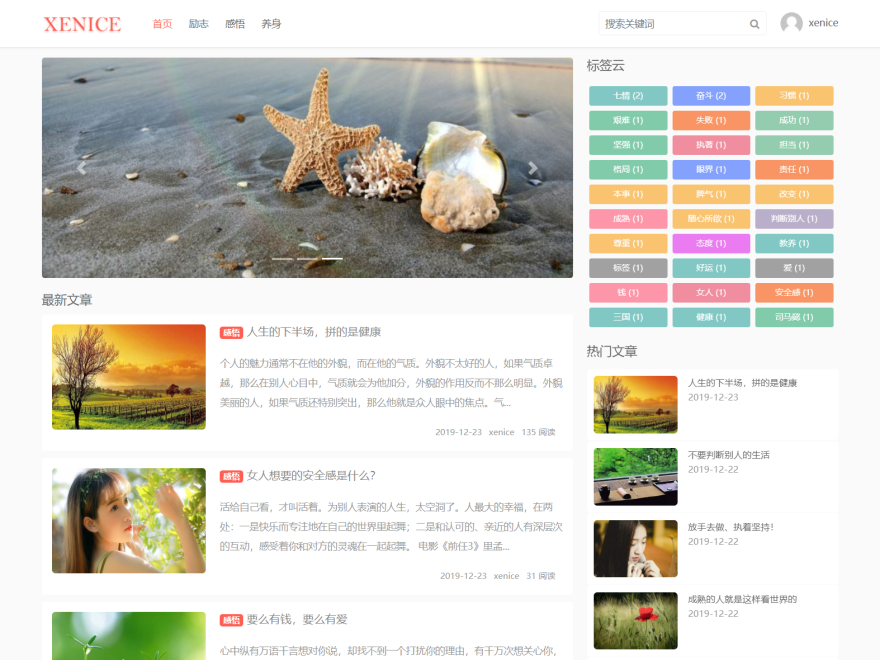 XENICE
首页 励志 感悟 养身
搜索关键词
xenice
标签云
七情 (2) 奋斗 (2) 习惯 (1)
艰难 (1) 失败 (1) 成功 (1)
坚强 (1) 执著 (1) 担当 (1)
格局 (1) 眼界 (1) 责任 (1)
本事 (1) 脾气 (1) 改变 (1)
成熟 (1) 随心所欲 (1) 判断别人 (1)
尊重 (1) 态度 (1) 教养 (1)
标签 (1) 好运 (1) 爱 (1)
钱 (1) 女人 (1) 安全感 (1)
三国 (1) 健康 (1) 司马懿 (1)
最新文章
感悟 人生的下半场，拼的是健康
个人的魅力通常不在他的外貌，而在他的气质。外貌不太好的人，如果气质卓
越，那么在别人心目中，气质就会为他加分，外貌的作用反而不那么明显。外貌
美丽的人，如果气质还特别突出，那么他就是众人眼中的焦点。气...
2019-12-23 xenice 135 阅读
感悟 女人想要的安全感是什么？
活给自己看，才叫活着。为别人表演的人生，太空洞了。人最大的幸福，在两
处：一是快乐而专注地在自己的世界里起舞；二是和认可的、亲近的人有深层次
的互动，感受着你和对方的灵魂在一起起舞。 电影《前任3》里孟...
2019-12-23 xenice 31 阅读
感悟 要么有钱，要么有爱
心中纵有万语千言想对你说，却找不到一个打扰你的理由，有千万次想关心你，
热门文章
人生的下半场，拼的是健康
2019-12-23
不要判断别人的生活
2019-12-22
放手去做、执着坚持！
2019-12-22
成熟的人就是这样看世界的
2019-12-22